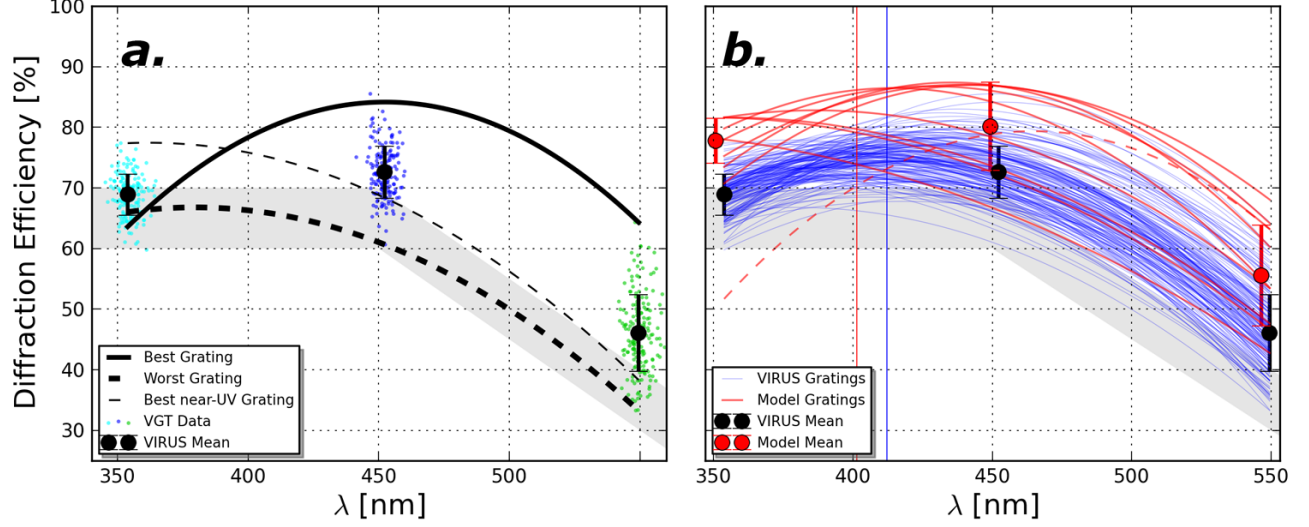 Diffraction Efficiency [%]
100
90
80
70
60
50
40
30
a.
Best Grating
Worst Grating
Best near-UV Grating
VGT Data
VIRUS Mean
350
400
450
500
λ [nm]
b.
VIRUS Gratings
Model Gratings
VIRUS Mean
Model Mean
350
400
450
500
550
λ [nm]